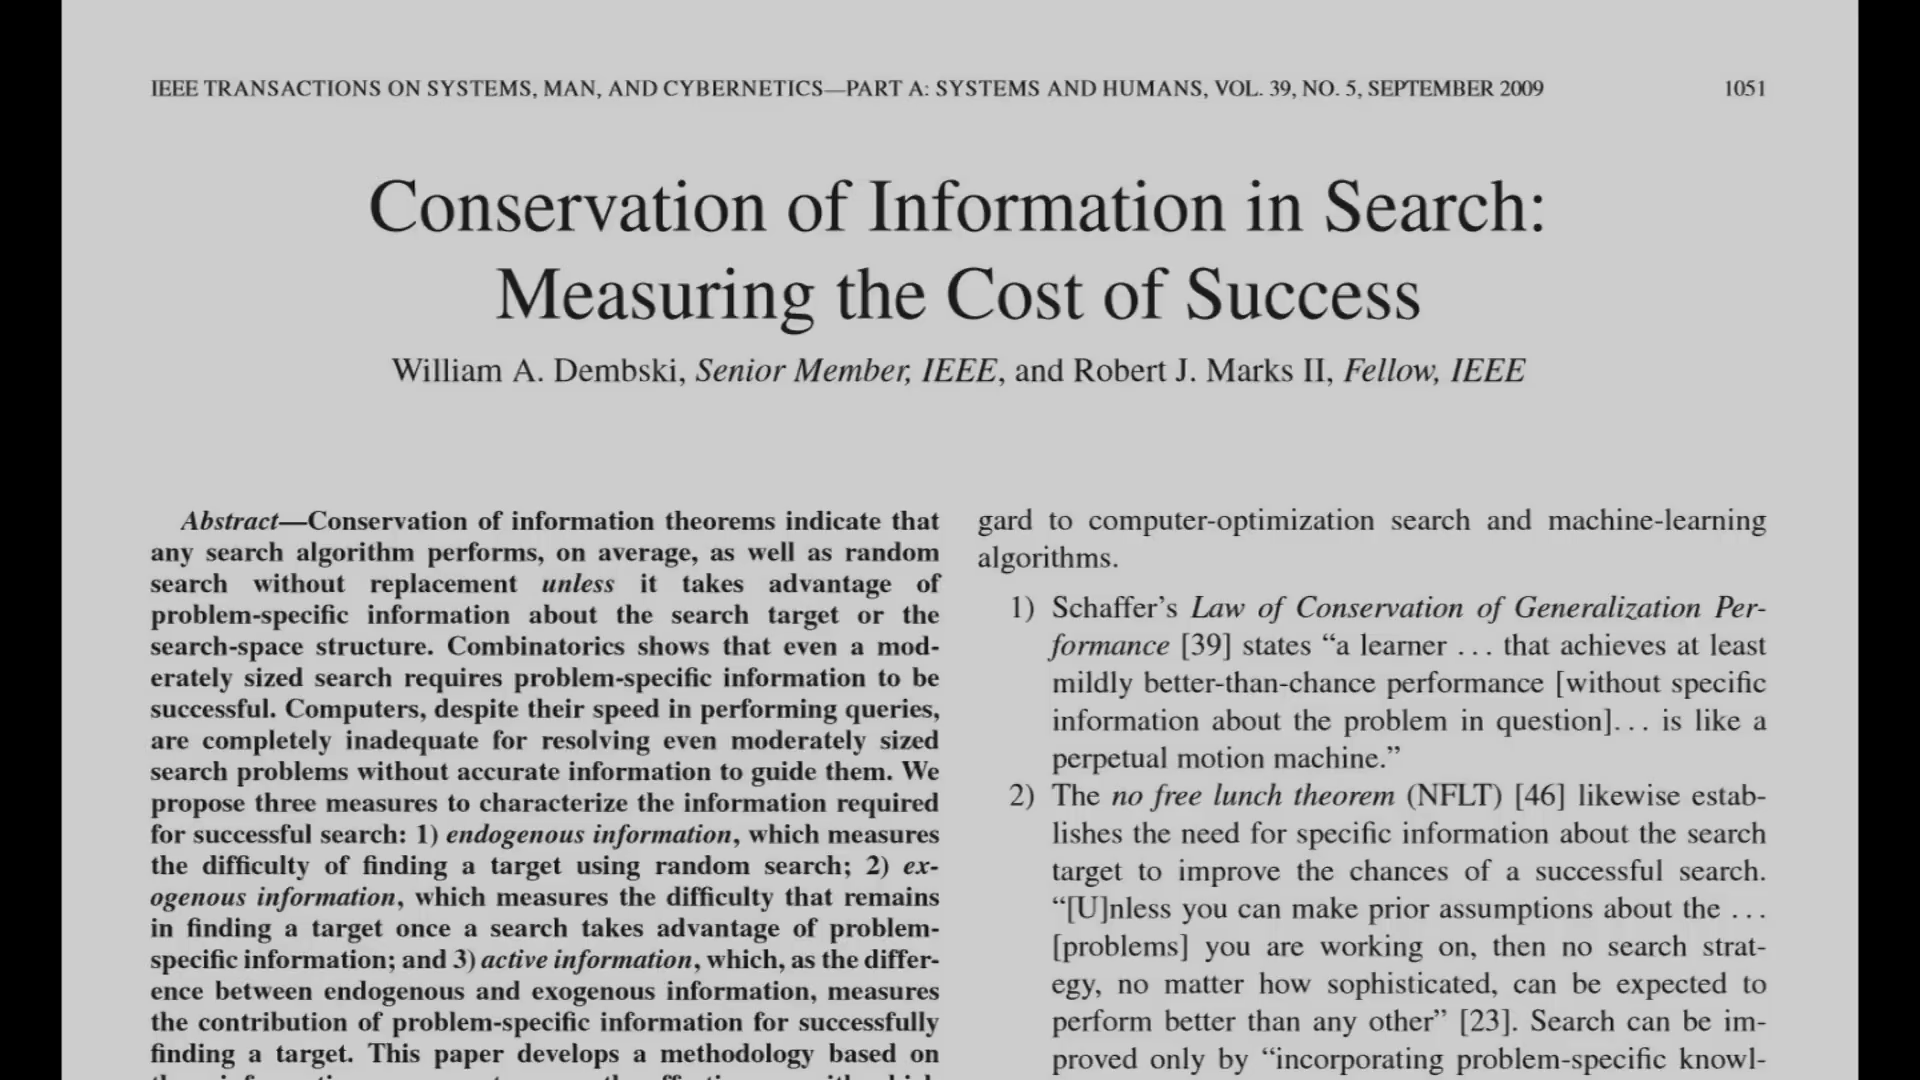 IEEE TRANSACTIONS ON SYSTEMS, MAN, AND CYBERNETICS—PART A: SYSTEMS AND HUMANS, VOL. 39, NO. 5, SEPTEMBER 2009 1051
Conservation of Information in Search:
Measuring the Cost of Success
William A. Dembski, Senior Member, IEEE, and Robert J. Marks II, Fellow, IEEE
Abstract—Conservation of information theorems indicate that
any search algorithm performs, on average, as well as random
search without replacement unless it takes advantage of
problem-specific information about the search target or the
search-space structure. Combinatorics shows that even a mod-
erately sized search requires problem-specific information to be
successful. Computers, despite their speed in performing queries,
are completely inadequate for resolving even moderately sized
search problems without accurate information to guide them. We
propose three measures to characterize the information required
for successful search: 1) endogenous information, which measures
the difficulty of finding a target using random search; 2) ex-
ogenous information, which measures the difficulty that remains
in finding a target once a search takes advantage of problem-
specific information; and 3) active information, which, as the differ-
ence between endogenous and exogenous information, measures
the contribution of problem-specific information for successfully
finding a target. This paper develops a methodology based on
gard to computer-optimization search and machine-learning
algorithms.
1) Schaffer's Law of Conservation of Generalization Per-
formance [39] states “a learner . . . that achieves at least
mildly better-than-chance performance [without specific
information about the problem in question]. . . is like a
perpetual motion machine.”
2) The no free lunch theorem (NFLT) [46] likewise estab-
lishes the need for specific information about the search
target to improve the chances of a successful search.
“[U]nless you can make prior assumptions about the . . .
[problems] you are working on, then no search strat-
egy, no matter how sophisticated, can be expected to
perform better than any other” [23]. Search can be im-
proved only by “incorporating problem-specific knowl-